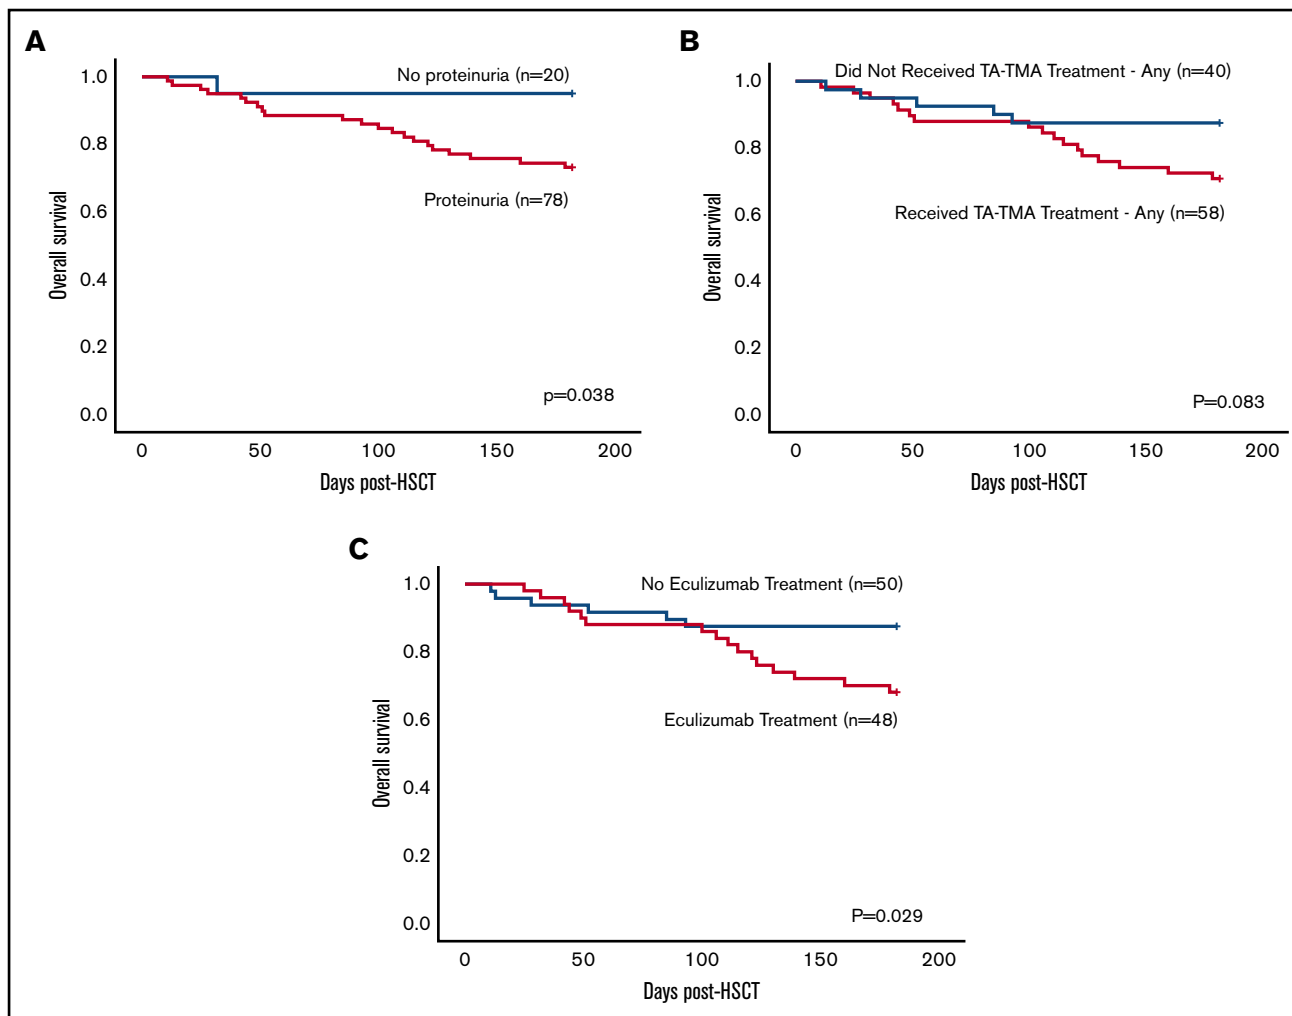 A
No proteinuria (n=20)
Proteinuria (n=78)
p=0.038
Overall survival
1.0
0.8
0.6
0.4
0.2
0.0
0 50 100 150 200
Days post-HSCT
B
Did Not Received TA-TMA Treatment - Any (n=40)
Received TA-TMA Treatment - Any (n=58)
P=0.083
Overall survival
1.0
0.8
0.6
0.4
0.2
0.0
0 50 100 150 200
Days post-HSCT
C
No Eculizumab Treatment (n=50)
Eculizumab Treatment (n=48)
P=0.029
Overall survival
1.0
0.8
0.6
0.4
0.2
0.0
0 50 100 150 200
Days post-HSCT